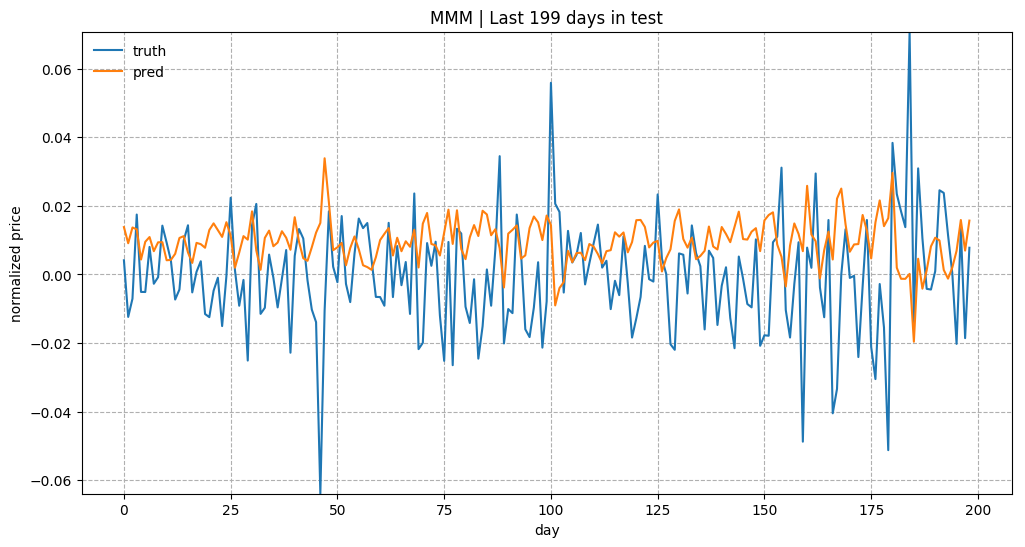 MMM | Last 199 days in test
truth
pred
normalized price
0.06
0.04
0.02
0.00
−0.02
−0.04
−0.06
0 25 50 75 100 125 150 175 200
day